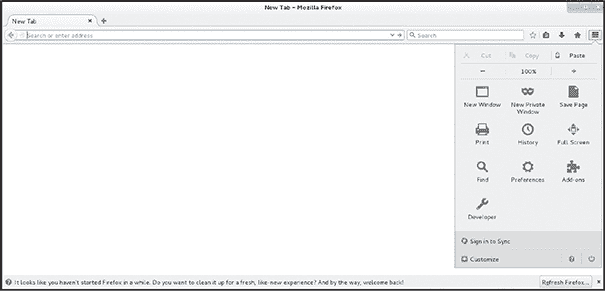 New Tab - Mozilla Firefox
New Tab
Search or enter address
Search
Cut Copy Paste
100%
New Window New Private Window Save Page
Print History Full Screen
Find Preferences Add-ons
Developer
Sign in to Sync
Customize
It looks like you haven't started Firefox in a while. Do you want to clean it up for a fresh, like-new experience? And by the way, welcome back!
Refresh Firefox...